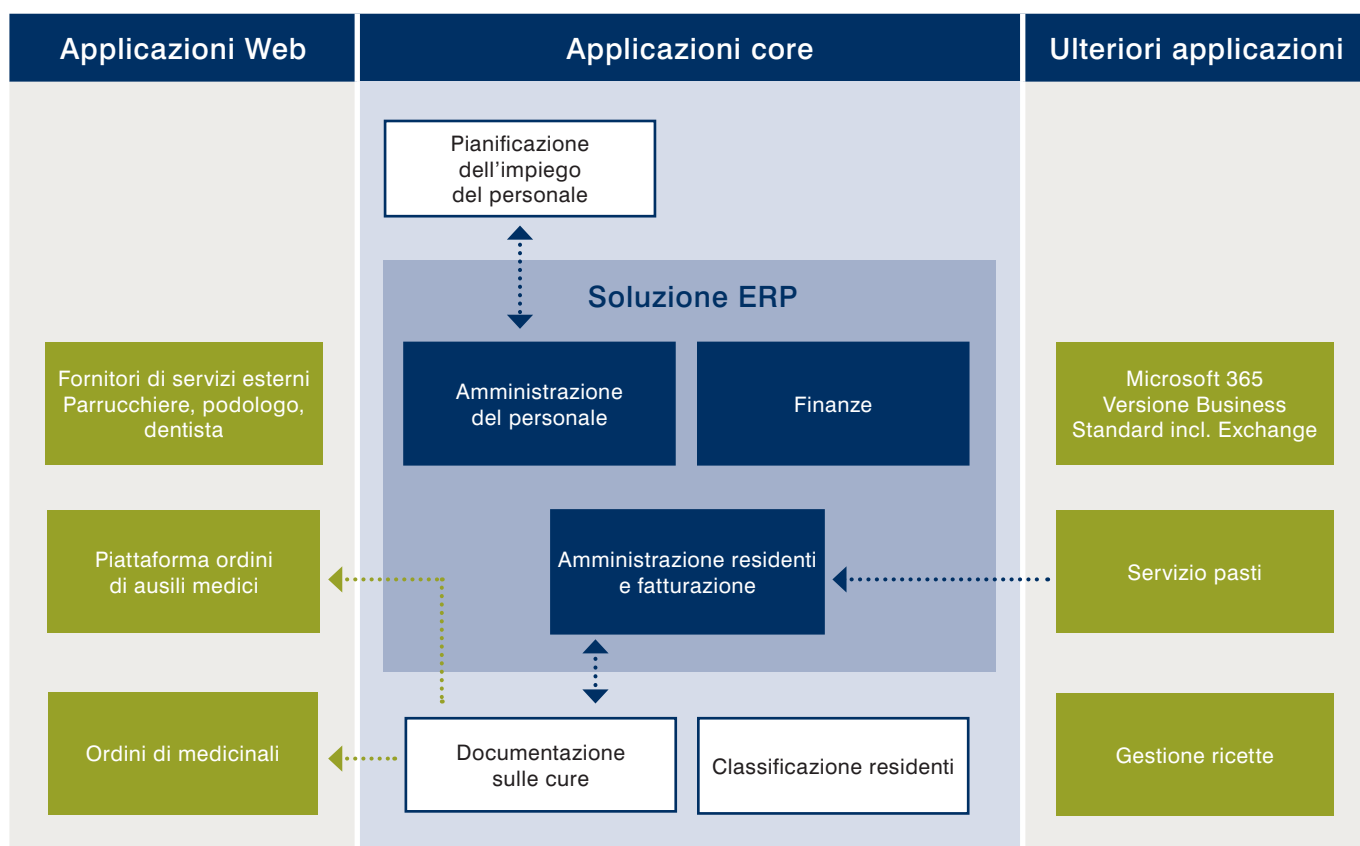 Applicazioni Web
Applicazioni core
Ulteriori applicazioni
Pianificazione
dell’impiego
del personale
Soluzione ERP
Fornitori di servizi esterni
Parrucchiere, podologo,
dentista
Amministrazione
del personale
Finanze
Microsoft 365
Versione Business
Standard incl. Exchange
Piattaforma ordini
di ausili medici
Amministrazione residenti
e fatturazione
Servizio pasti
Ordini di medicinali
Documentazione
sulle cure
Classificazione residenti
Gestione ricette